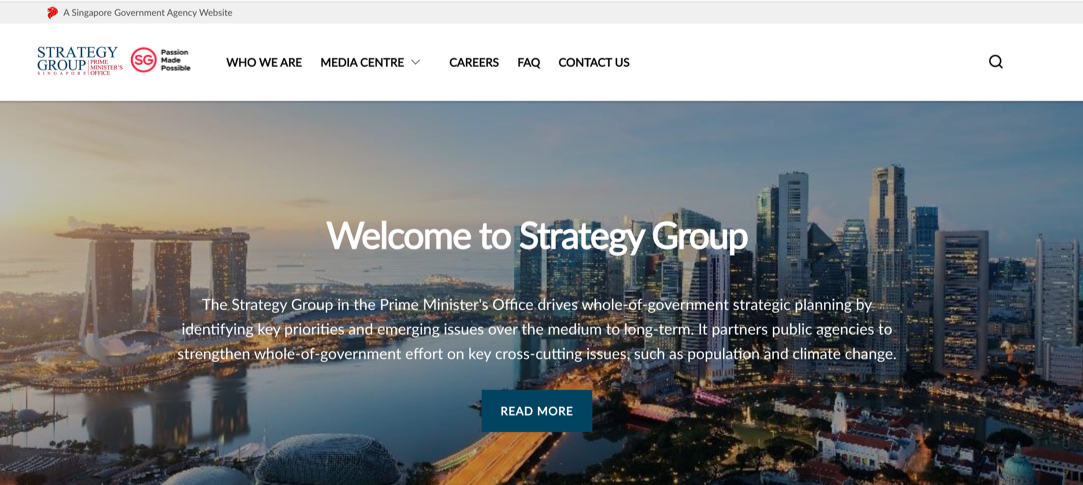 A Singapore Government Agency Website
STRATEGY
GROUP PRIME MINISTER'S OFFICE
SINGAPORE
SG Passion Made Possible
WHO WE ARE MEDIA CENTRE CAREERS FAQ CONTACT US
Welcome to Strategy Group
The Strategy Group in the Prime Minister's Office drives whole-of-government strategic planning by
identifying key priorities and emerging issues over the medium to long-term. It partners public agencies to
strengthen whole-of-government effort on key cross-cutting issues, such as population and climate change.
READ MORE